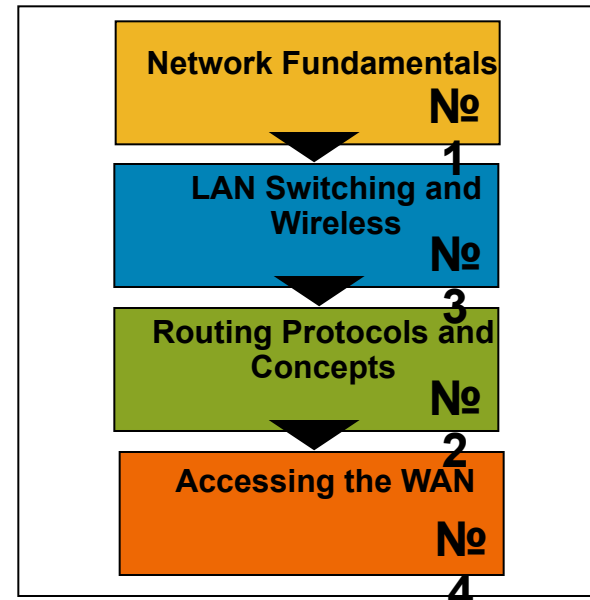 Network Fundamentals
№
1
LAN Switching and
Wireless
№
3
Routing Protocols and
Concepts
№
2
Accessing the WAN
№
4